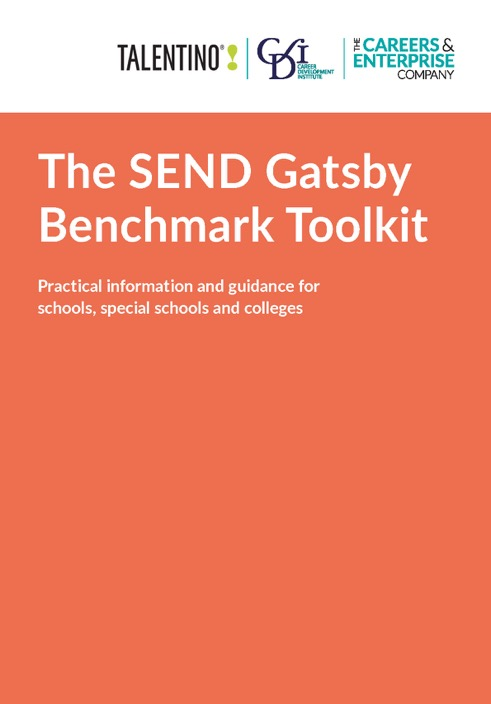 TALENTINO!
CDI
CAREER
DEVELOPMENT
INSTITUTE
THE CAREERS &
ENTERPRISE
COMPANY
The SEND Gatsby
Benchmark Toolkit
Practical information and guidance for
schools, special schools and colleges